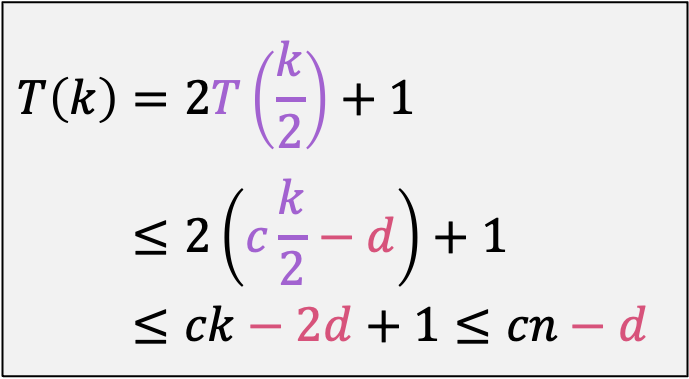 T(k) = 2T(k/2) + 1
≤ 2(c k/2 − d) + 1
≤ ck − 2d + 1 ≤ cn − d